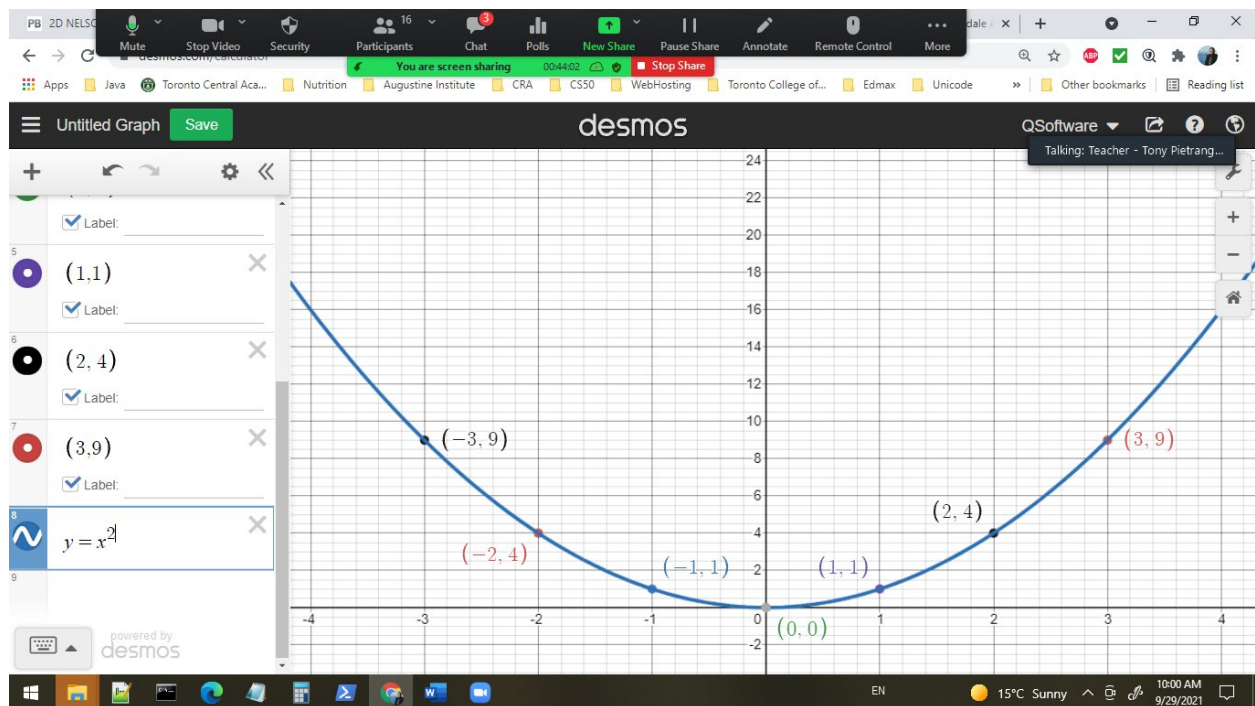 PB 2D NELSO
Mute
Stop Video
Security
16
Participants
3
Chat
Polls
New Share
Pause Share
Annotate
Remote Control
More
dale
desmos.com/calculator
You are screen sharing
00:44:02
Stop Share
ABP
Apps
Java
Toronto Central Aca...
Nutrition
Augustine Institute
CRA
CS50
WebHosting
Toronto College of...
Edmax
Unicode
»
Other bookmarks
Reading list
Untitled Graph
Save
desmos
QSoftware
Talking: Teacher - Tony Pietrang...
Label:
5
(1,1)
Label:
6
(2, 4)
Label:
7
(3,9)
Label:
8
y = x²
9
powered by
desmos
24
22
20
18
16
14
12
10
8
6
4
2
0
-2
-4
-3
-2
-1
1
2
3
4
(−3, 9)
(−2, 4)
(−1, 1)
(0, 0)
(1, 1)
(2, 4)
(3, 9)
EN
15°C Sunny
10:00 AM
9/29/2021